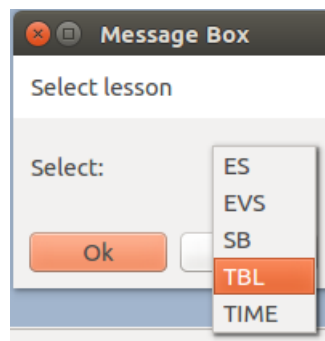 Message Box
Select lesson
Select:
ES
EVS
SB
TBL
TIME
Ok